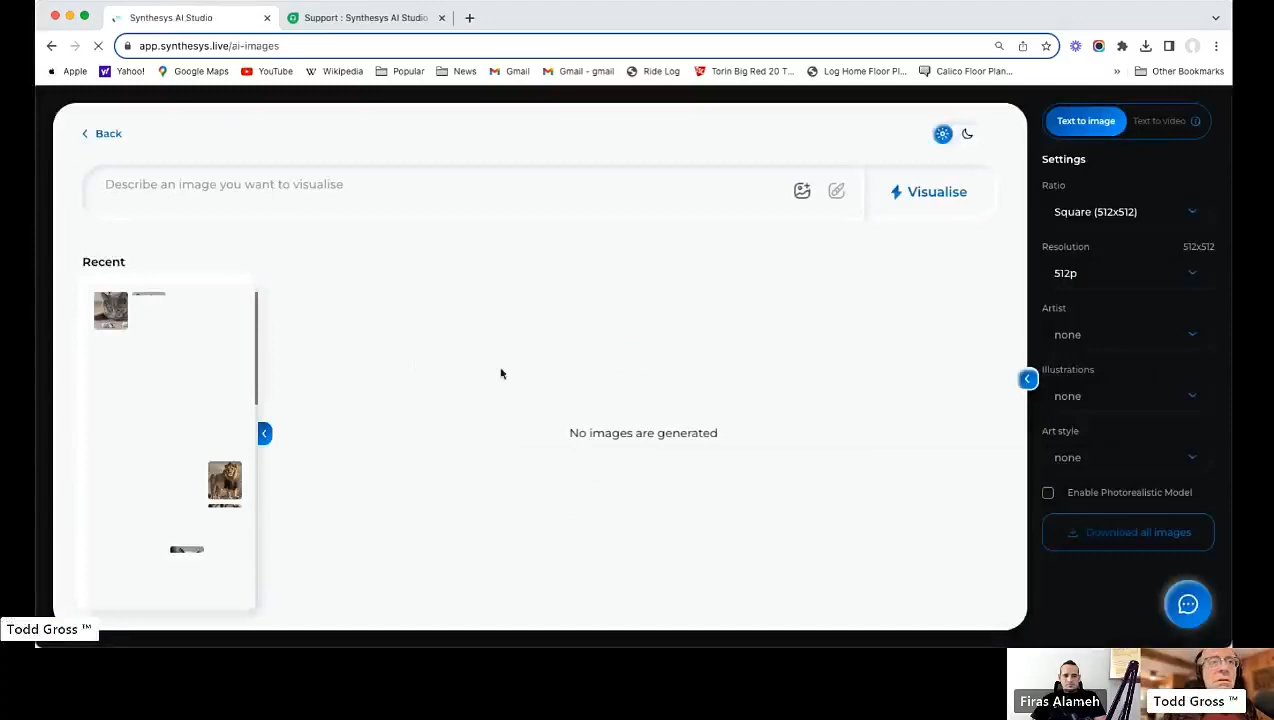 Synthesys AI Studio
Support : Synthesys AI Studio
app.synthesys.live/ai-images
Apple Yahoo! Google Maps YouTube Wikipedia Popular News Gmail Gmail - gmail Ride Log Torin Big Red 20 T... Log Home Floor Pl... Calico Floor Plan... » Other Bookmarks
Back
Text to image Text to video
Describe an image you want to visualise
Visualise
Recent
No images are generated
Settings
Ratio
Square (512x512)
Resolution 512x512
512p
Artist
none
Illustrations
none
Art style
none
Enable Photorealistic Model
Download all images
Todd Gross ™
Firas Alameh
Todd Gross ™